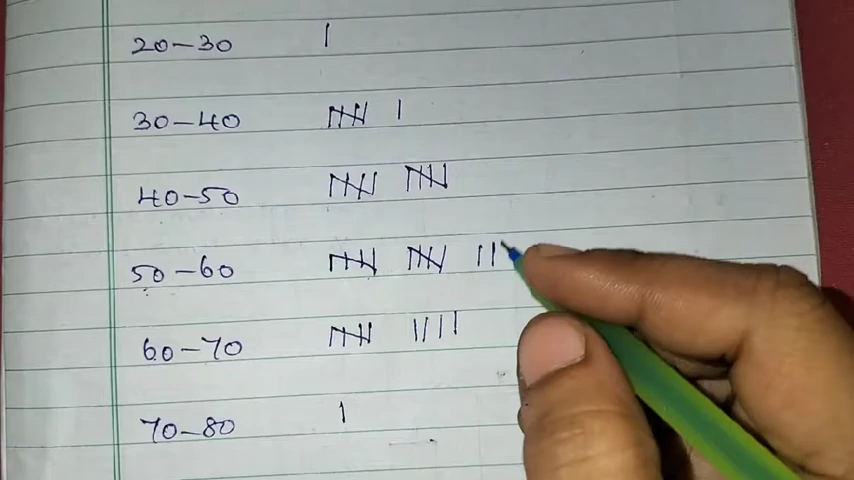 20-30 |
30-40 𝍸 |
40-50 𝍸 𝍸
50-60 𝍸 𝍸 ||
60-70 𝍸 ||||
70-80 |